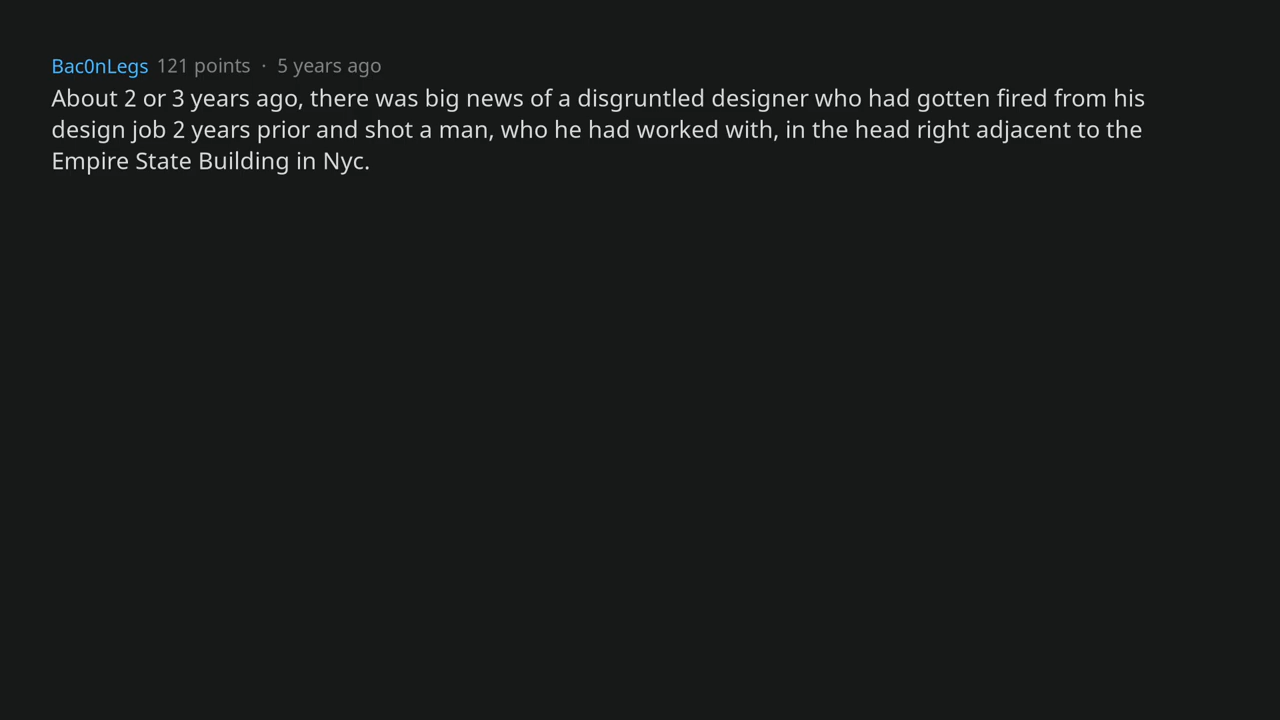 Bac0nLegs 121 points · 5 years ago
About 2 or 3 years ago, there was big news of a disgruntled designer who had gotten fired from his
design job 2 years prior and shot a man, who he had worked with, in the head right adjacent to the
Empire State Building in Nyc.